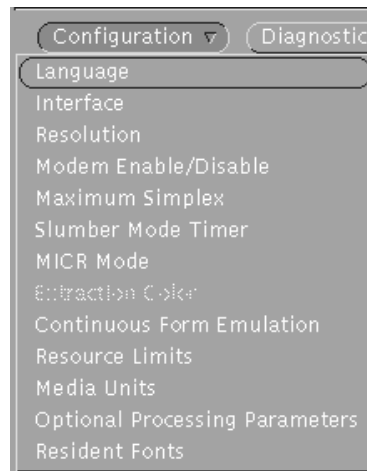 Configuration Diagnostic
Language
Interface
Resolution
Modem Enable/Disable
Maximum Simplex
Slumber Mode Timer
MICR Mode
Extraction Color
Continuous Form Emulation
Resource Limits
Media Units
Optional Processing Parameters
Resident Fonts